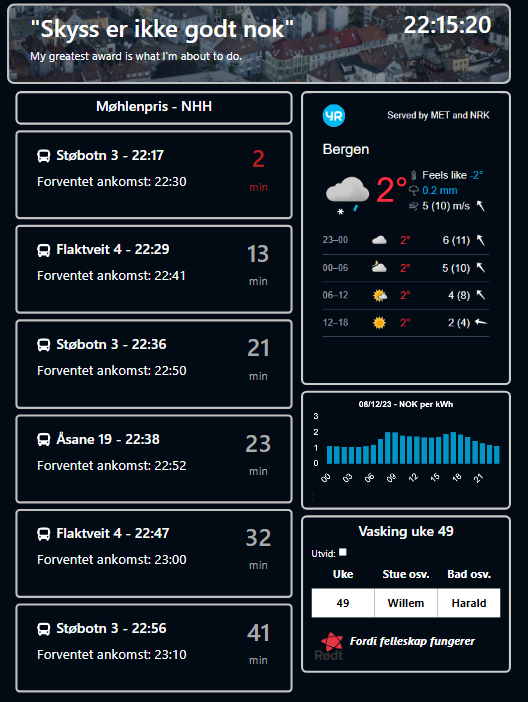 "Skyss er ikke godt nok"
22:15:20
My greatest award is what I'm about to do.
Møhlenpris - NHH
Støbotn 3 - 22:17
Forventet ankomst: 22:30
2
min
Flaktveit 4 - 22:29
Forventet ankomst: 22:41
13
min
Støbotn 3 - 22:36
Forventet ankomst: 22:50
21
min
Åsane 19 - 22:38
Forventet ankomst: 22:52
23
min
Flaktveit 4 - 22:47
Forventet ankomst: 23:00
32
min
Støbotn 3 - 22:56
Forventet ankomst: 23:10
41
min
YR
Served by MET and NRK
Bergen
2°
Feels like -2°
0.2 mm
5 (10) m/s
23–00 2° 6 (11)
00–06 2° 5 (10)
06–12 2° 4 (8)
12–18 2° 2 (4)
06/12/23 - NOK per kWh
3
2
1
0
00 03 06 09 12 15 18 21
Vasking uke 49
Utvid:
Uke Stue osv. Bad osv.
49 Willem Harald
Fordi felleskap fungerer
Rødt